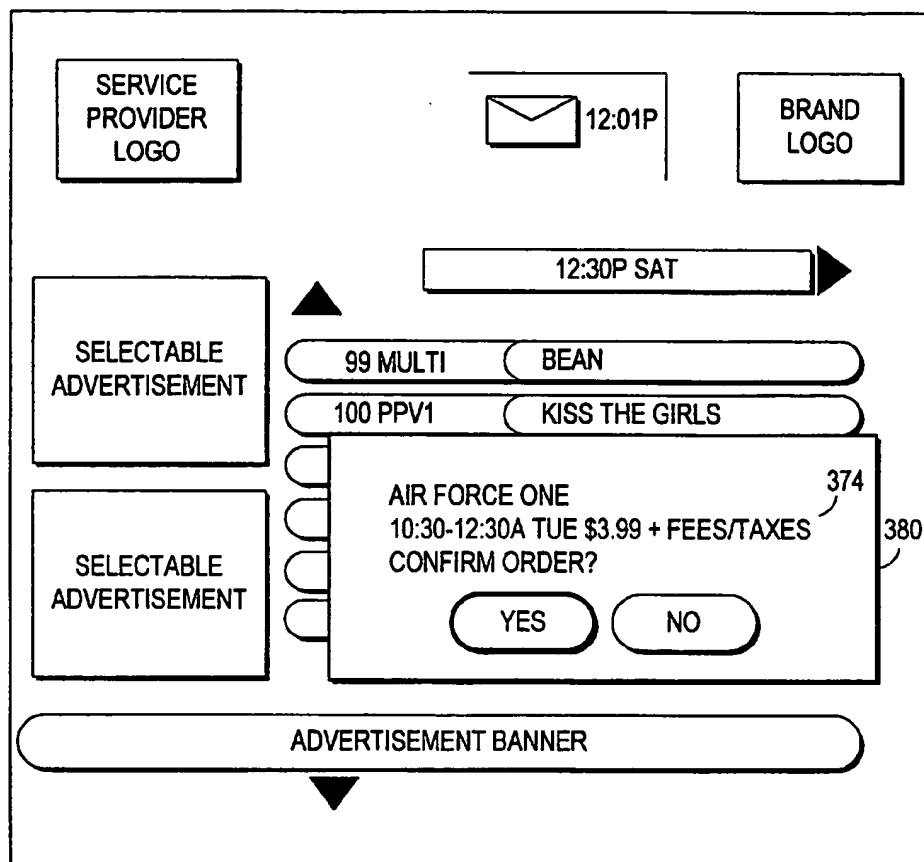 SERVICE
PROVIDER
LOGO
12:01P
BRAND
LOGO
12:30P SAT
SELECTABLE
ADVERTISEMENT
99 MULTI BEAN
100 PPV1 KISS THE GIRLS
AIR FORCE ONE
374
10:30-12:30A TUE $3.99 + FEES/TAXES
380
CONFIRM ORDER?
SELECTABLE
ADVERTISEMENT
YES NO
ADVERTISEMENT BANNER